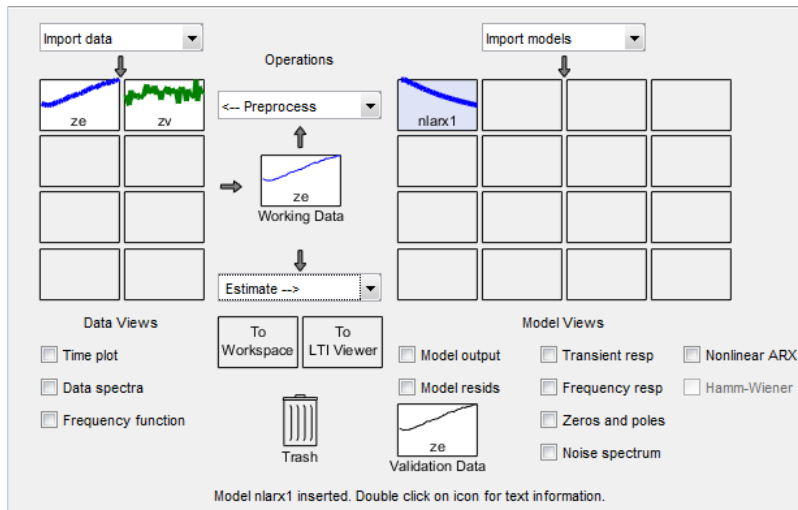 Import data
Import models
Operations
ze
zv
<-- Preprocess
nlarx1
ze
Working Data
Estimate -->
Data Views
To
Workspace
To
LTI Viewer
Model Views
Time plot
Model output
Transient resp
Nonlinear ARX
Data spectra
Model resids
Frequency resp
Hamm-Wiener
Frequency function
Zeros and poles
Trash
ze
Validation Data
Noise spectrum
Model nlarx1 inserted. Double click on icon for text information.